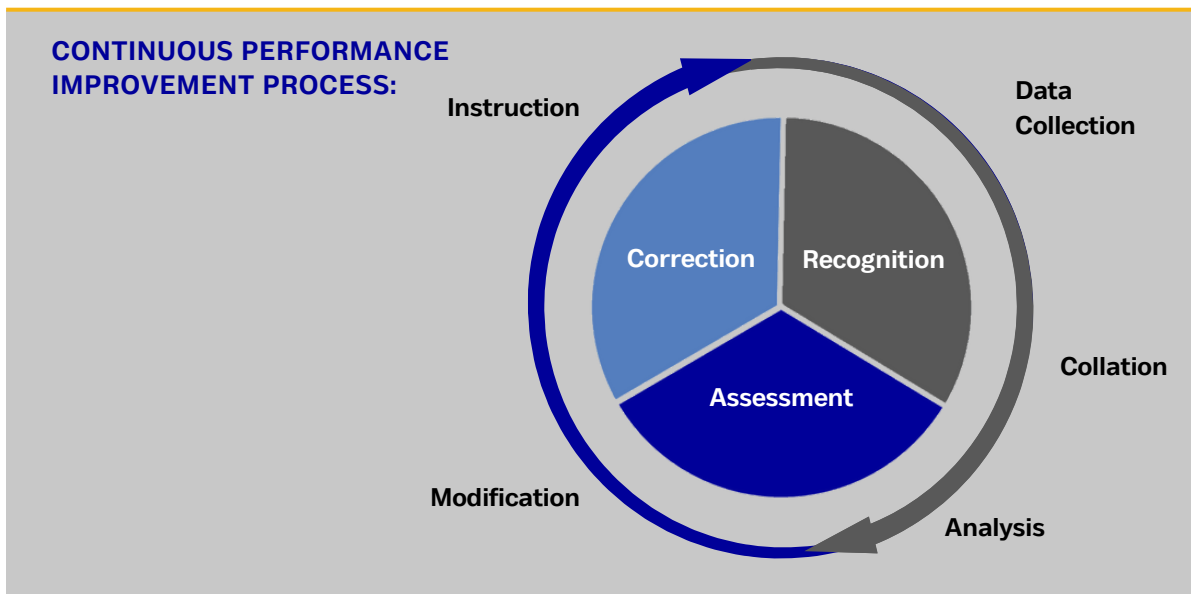 CONTINUOUS PERFORMANCE
IMPROVEMENT PROCESS:
Instruction
Data
Collection
Correction
Recognition
Collation
Assessment
Modification
Analysis